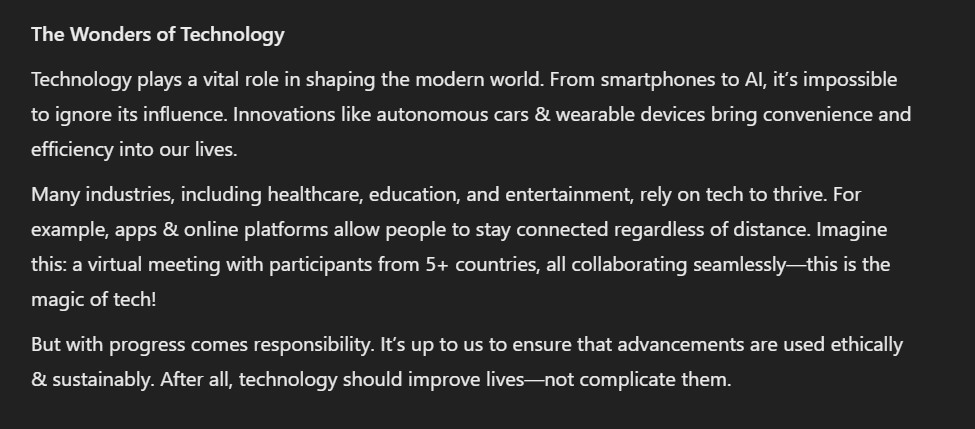 The Wonders of Technology
Technology plays a vital role in shaping the modern world. From smartphones to AI, it’s impossible
to ignore its influence. Innovations like autonomous cars & wearable devices bring convenience and
efficiency into our lives.
Many industries, including healthcare, education, and entertainment, rely on tech to thrive. For
example, apps & online platforms allow people to stay connected regardless of distance. Imagine
this: a virtual meeting with participants from 5+ countries, all collaborating seamlessly—this is the
magic of tech!
But with progress comes responsibility. It’s up to us to ensure that advancements are used ethically
& sustainably. After all, technology should improve lives—not complicate them.